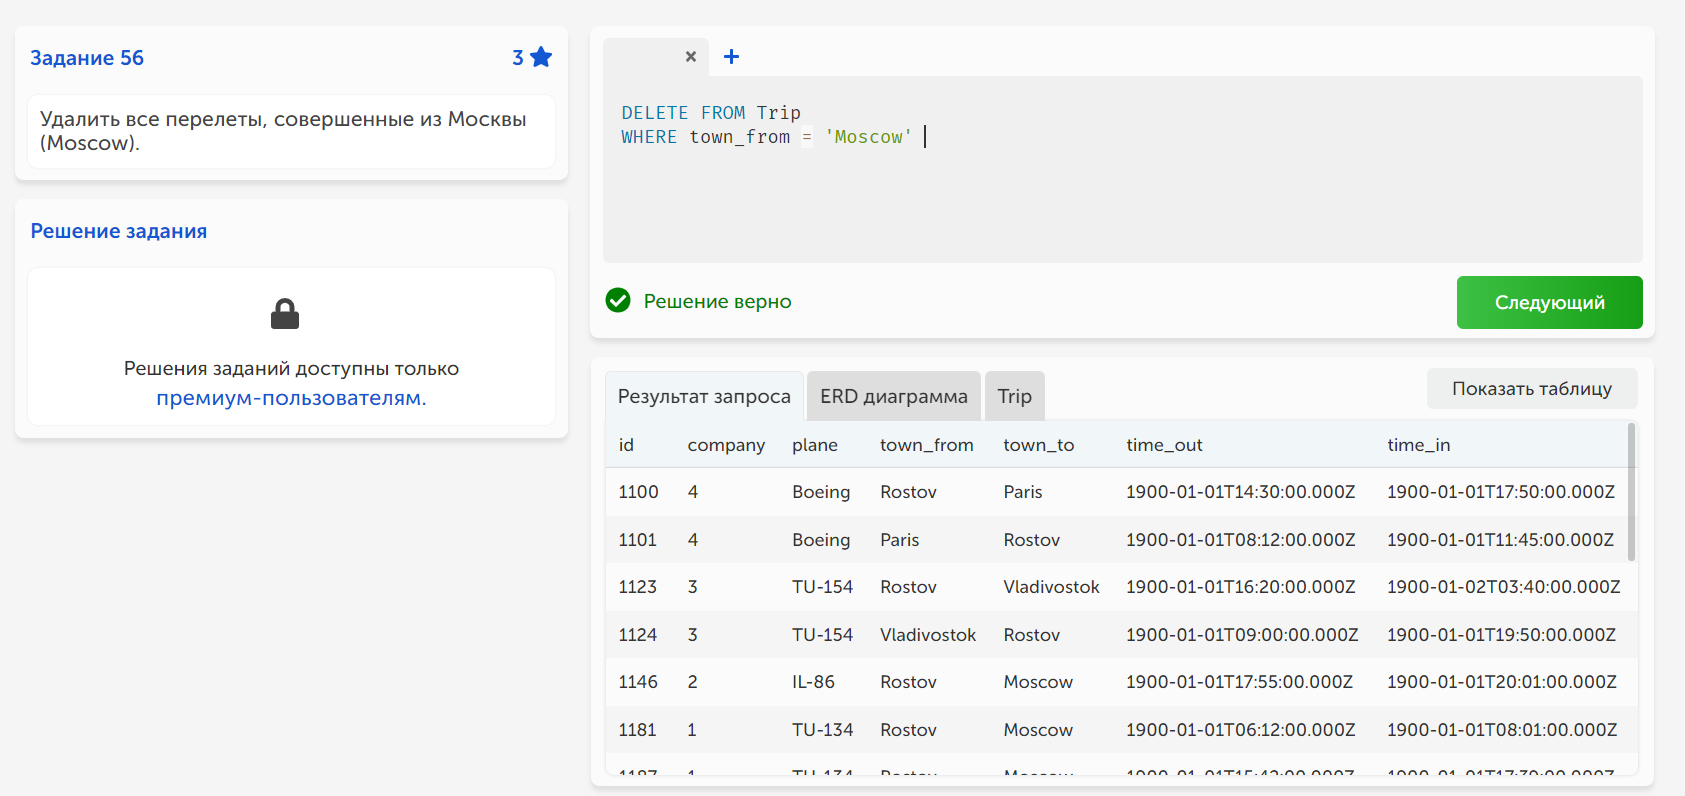 Задание 56
3
Удалить все перелеты, совершенные из Москвы
(Moscow).
Решение задания
Решения заданий доступны только
премиум-пользователям.
× +
DELETE FROM Trip
WHERE town_from = 'Moscow'
Решение верно
Следующий
Результат запроса ERD диаграмма Trip
Показать таблицу
id company plane town_from town_to time_out time_in
1100 4 Boeing Rostov Paris 1900-01-01T14:30:00.000Z 1900-01-01T17:50:00.000Z
1101 4 Boeing Paris Rostov 1900-01-01T08:12:00.000Z 1900-01-01T11:45:00.000Z
1123 3 TU-154 Rostov Vladivostok 1900-01-01T16:20:00.000Z 1900-01-02T03:40:00.000Z
1124 3 TU-154 Vladivostok Rostov 1900-01-01T09:00:00.000Z 1900-01-01T19:50:00.000Z
1146 2 IL-86 Rostov Moscow 1900-01-01T17:55:00.000Z 1900-01-01T20:01:00.000Z
1181 1 TU-134 Rostov Moscow 1900-01-01T06:12:00.000Z 1900-01-01T08:01:00.000Z